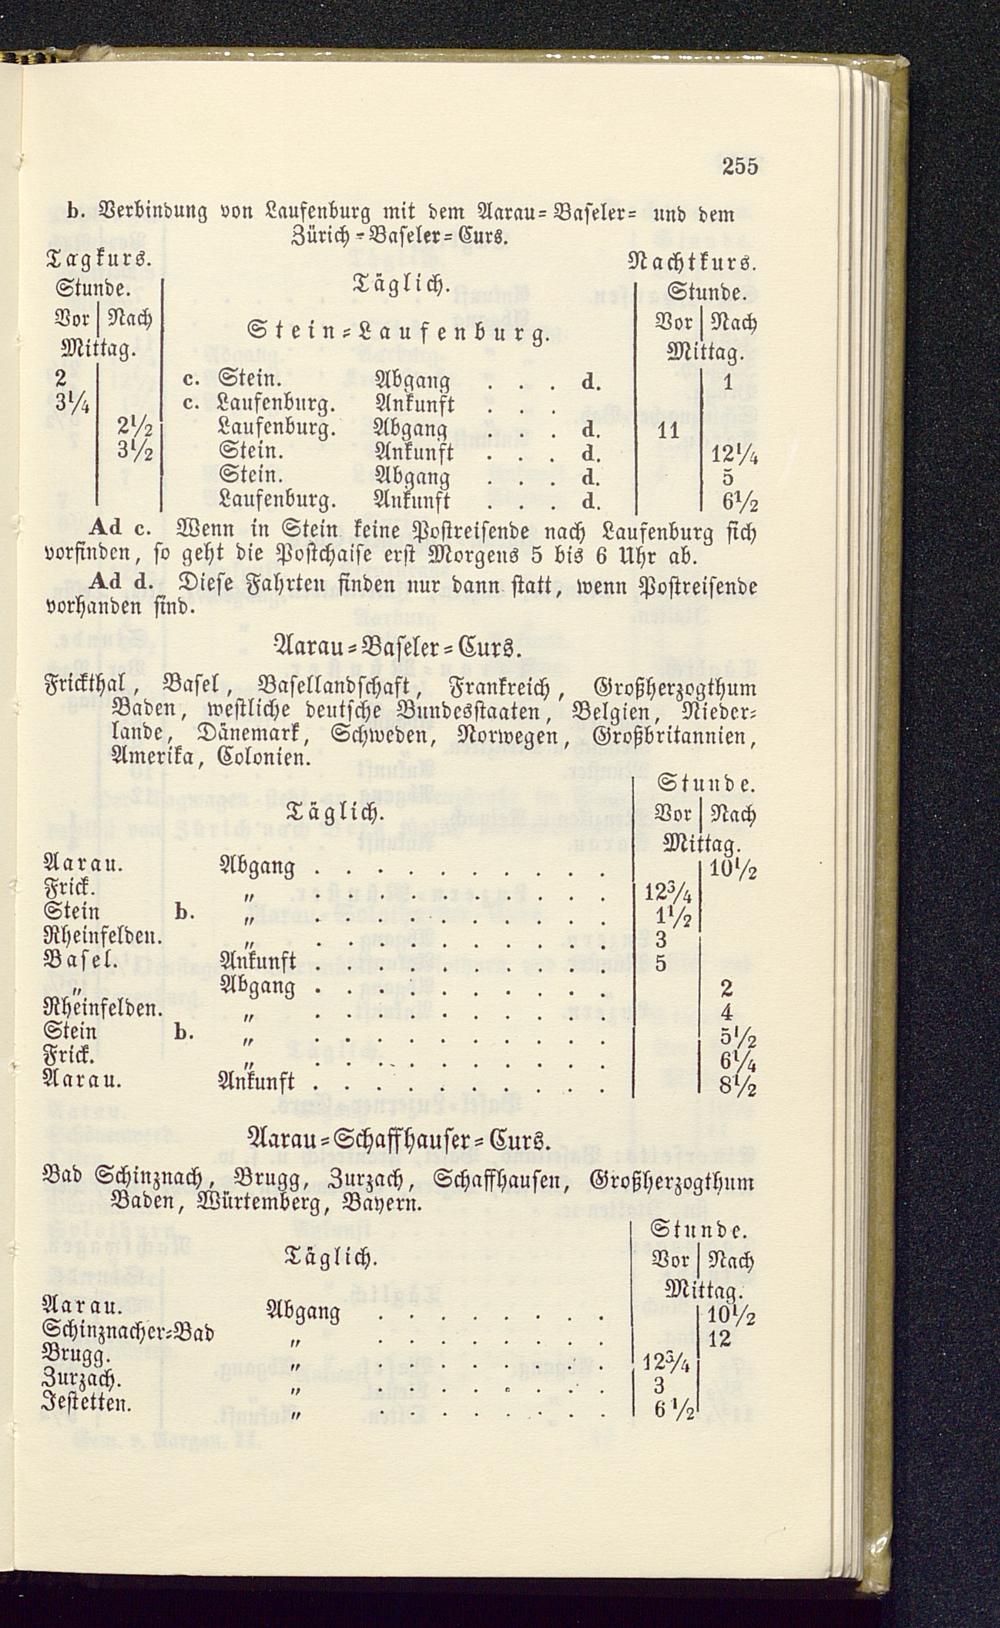 255
b. Verbindung von Laufenburg mit dem Aarau-Baseler- und dem
Zürich-Baseler-Curs.
Tagkurs. Nachtkurs.
Stunde. Täglich. Stunde.
Vor Nach Stein-Laufenburg. Vor Nach
Mittag. Mittag.
2 c. Stein. Abgang . . . d. 1
3¼ c. Laufenburg. Ankunft . . .
2½ Laufenburg. Abgang . . . d. 11
3½ Stein. Ankunft . . . d. 12¼
Stein. Abgang . . . d. 5
Laufenburg. Ankunft . . . d. 6½
Ad c. Wenn in Stein keine Postreisende nach Laufenburg sich
vorfinden, so geht die Postchaise erst Morgens 5 bis 6 Uhr ab.
Ad d. Diese Fahrten finden nur dann statt, wenn Postreisende
vorhanden sind.
Aarau-Baseler-Curs.
Frickthal, Basel, Basellandschaft, Frankreich, Großherzogthum
Baden, westliche deutsche Bundesstaaten, Belgien, Nieder-
lande, Dänemark, Schweden, Norwegen, Großbritannien,
Amerika, Colonien.
Stunde.
Täglich. Vor Nach
Mittag.
Aarau. Abgang . . . . . . . . . . 10½
Frick. „ . . . . . . . . . 12¾
Stein b. „ . . . . . . . . . 1½
Rheinfelden. „ . . . . . . . . . 3
Basel. Ankunft . . . . . . . . . . 5
„ Abgang . . . . . . . . . . 2
Rheinfelden. „ . . . . . . . . . 4
Stein b. „ . . . . . . . . . 5½
Frick. „ . . . . . . . . . 6¼
Aarau. Ankunft . . . . . . . . . . 8½
Aarau-Schaffhauser-Curs.
Bad Schinznach, Brugg, Zurzach, Schaffhausen, Großherzogthum
Baden, Würtemberg, Bayern.
Stunde.
Täglich. Vor Nach
Mittag.
Aarau. Abgang . . . . . . . . 10½
Schinznacher-Bad „ . . . . . . . . 12
Brugg. „ . . . . . . . . 12¾
Zurzach. „ . . . . . . . . 3
Jestetten. „ . . . . . . . . 6½